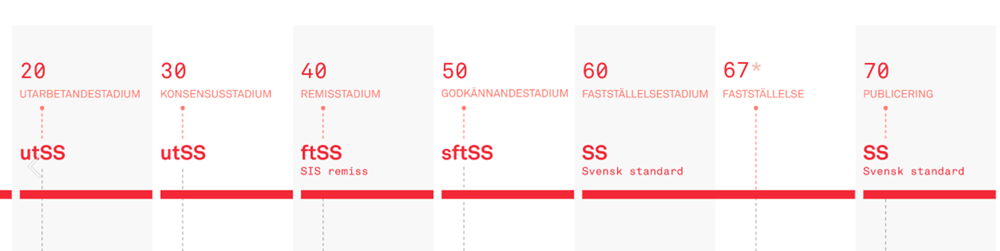 20
UTARBETANDESTADIUM
utSS
30
KONSENSUSSTADIUM
utSS
40
REMISSTADIUM
ftSS
SIS remiss
50
GODKÄNNANDESTADIUM
sftSS
60
FASTSTÄLLELSESTADIUM
SS
Svensk standard
67*
FASTSTÄLLELSE
70
PUBLICERING
SS
Svensk standard